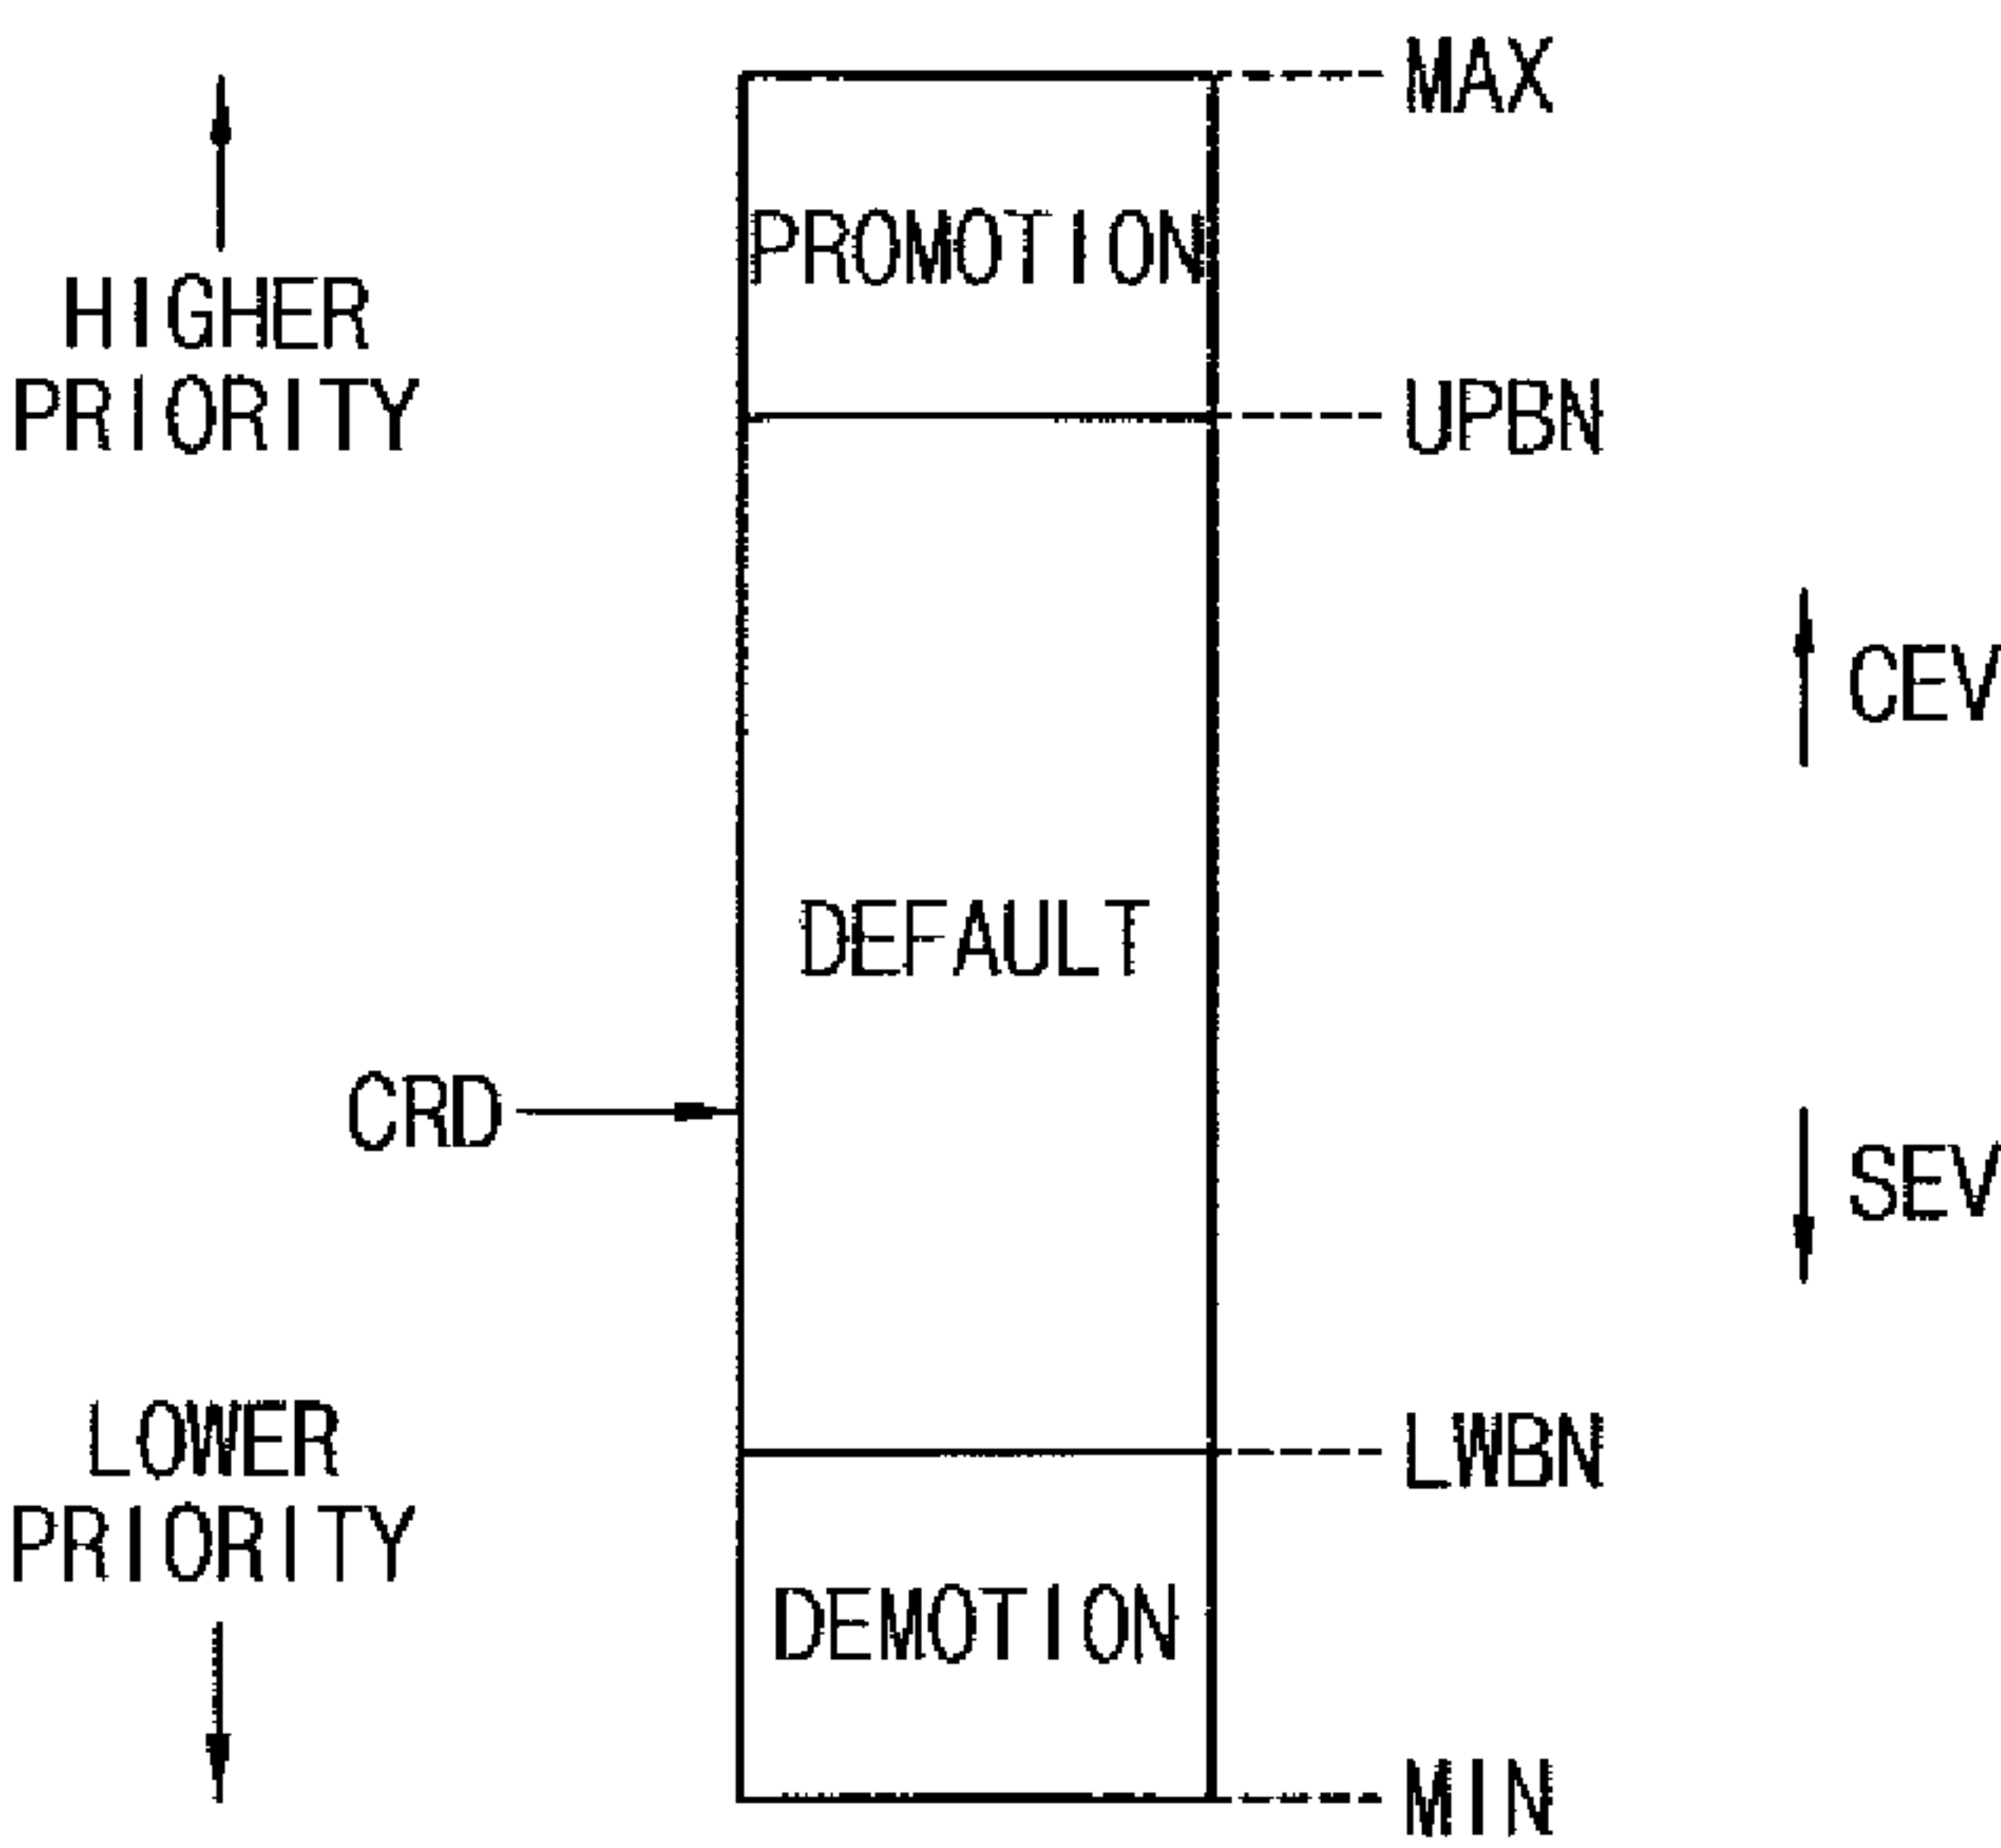 MAX
PROMOTION
HIGHER
PRIORITY
UPBN
CEV
DEFAULT
CRD
SEV
LOWER
PRIORITY
LWBN
DEMOTION
MIN